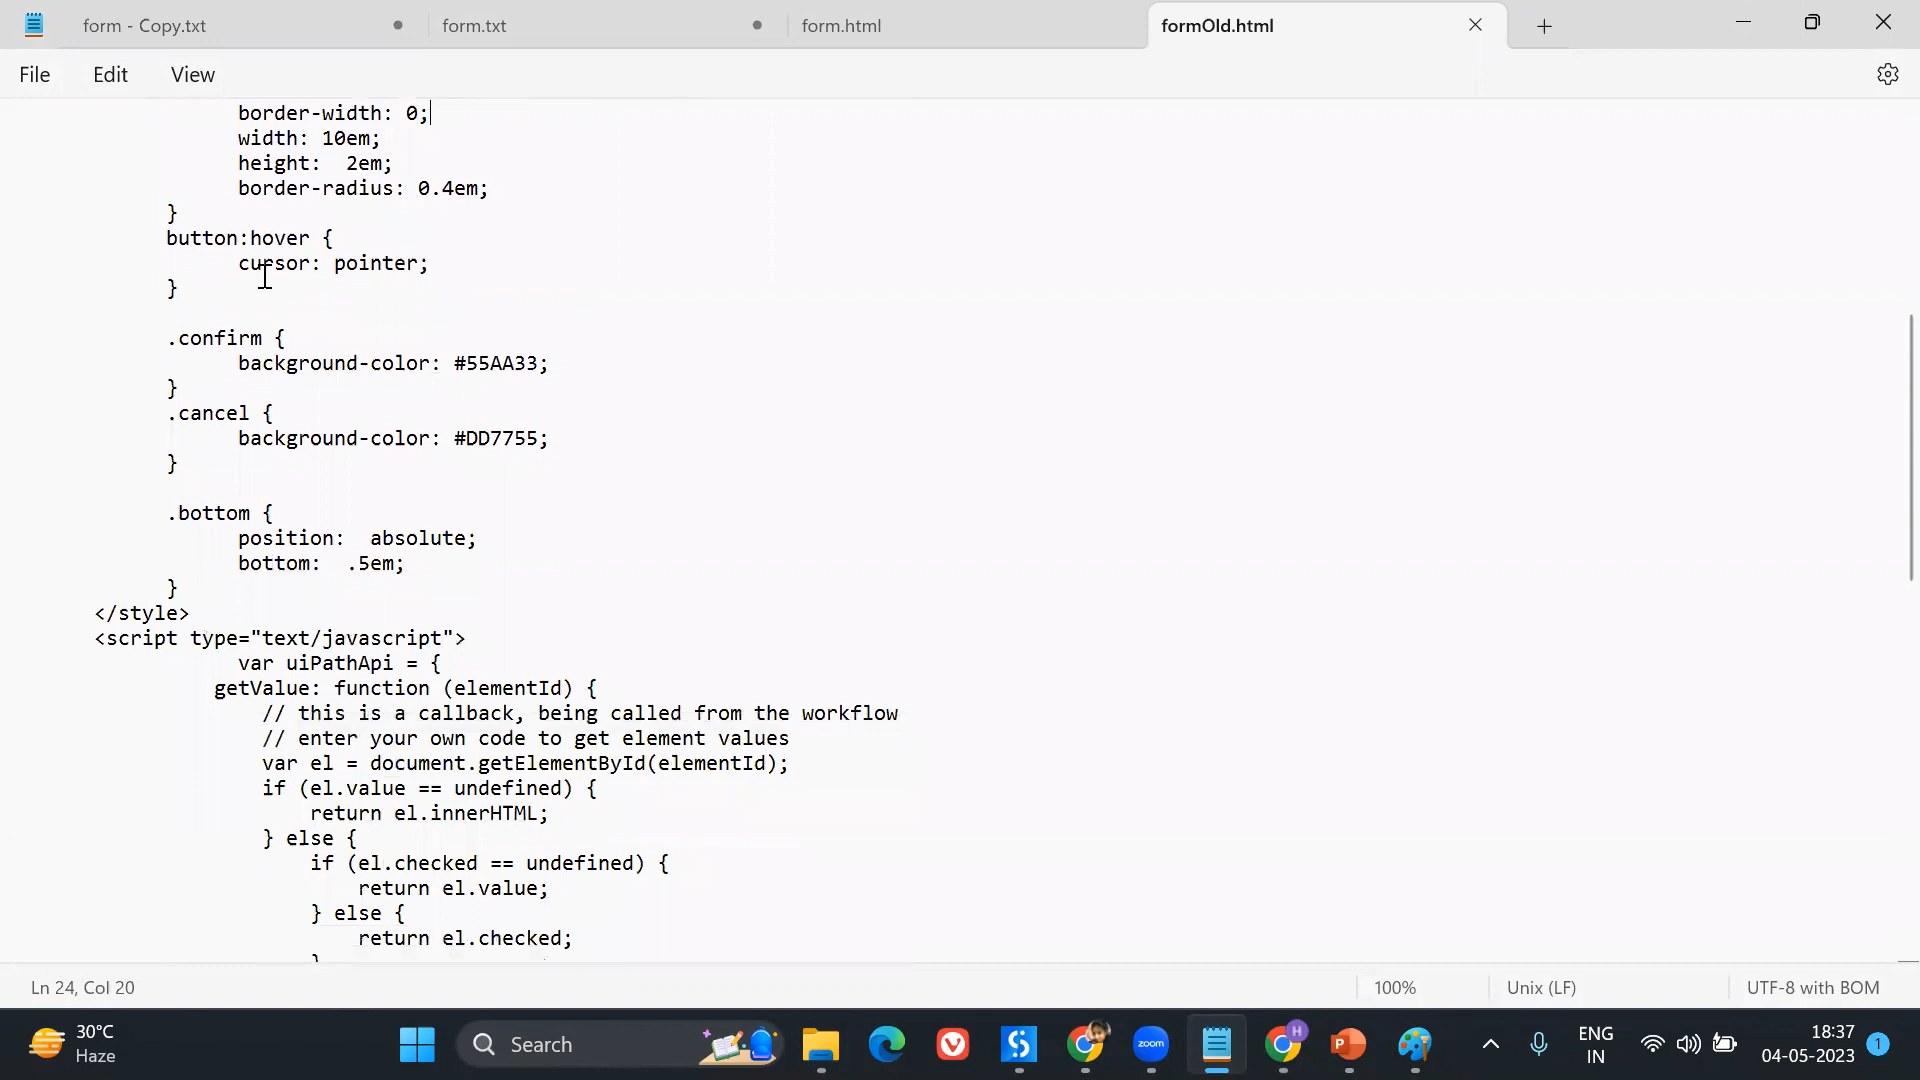 form - Copy.txt
form.txt
form.html
formOld.html
File
Edit
View
border-width: 0;
width: 10em;
height:  2em;
border-radius: 0.4em;
}
button:hover {
cursor: pointer;
}
.confirm {
background-color: #55AA33;
}
.cancel {
background-color: #DD7755;
}
.bottom {
position:  absolute;
bottom:  .5em;
}
</style>
<script type="text/javascript">
var uiPathApi = {
getValue: function (elementId) {
// this is a callback, being called from the workflow
// enter your own code to get element values
var el = document.getElementById(elementId);
if (el.value == undefined) {
return el.innerHTML;
} else {
if (el.checked == undefined) {
return el.value;
} else {
return el.checked;
}
Ln 24, Col 20
100%
Unix (LF)
UTF-8 with BOM
30°C
Haze
Search
zoom
H
P
ENG
IN
18:37
04-05-2023
1